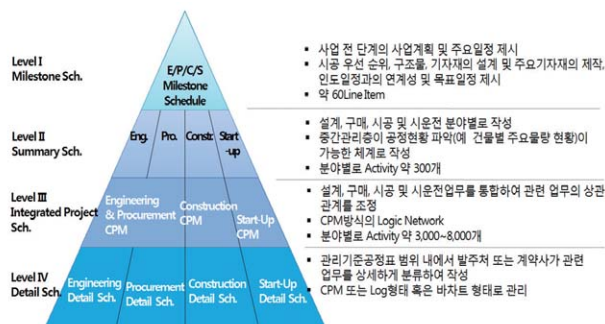 Level I
Milestone Sch.
E/P/C/S
Milestone
Schedule
• 사업 전 단계의 사업계획 및 주요일정 제시
• 시공 우선 순위, 구조물, 기자재의 설계 및 주요기자재의 제작,
인도일정과의 연계성 및 목표일정 제시
• 약 60Line Item
Level II
Summary Sch.
Eng. Pro. Constr. Start
-up
• 설계, 구매, 시공 및 시운전 분야별로 작성
• 중간관리층이 공정현황 파악(예 건물별 주요물량 현황)이
가능한 체계로 작성
• 분야별로 Activity 약 300개
Level III
Integrated Project
Sch.
Engineering
& Procurement
CPM
Construction
CPM
Start-Up
CPM
• 설계, 구매, 시공 및 시운전업무를 통합하여 관련 업무의 상관
관계를 조정
• CPM방식의 Logic Network
• 분야별로 Activity 약 3,000~8,000개
Level IV
Detail Sch.
Engineering
Detail Sch.
Procurement
Detail Sch.
Construction
Detail Sch.
Start-Up
Detail Sch.
• 관리기준공정표 범위 내에서 발주처 또는 계약사가 관련
업무를 상세하게 분류하여 작성
• CPM 또는 Log형태 혹은 바차트 형태로 관리